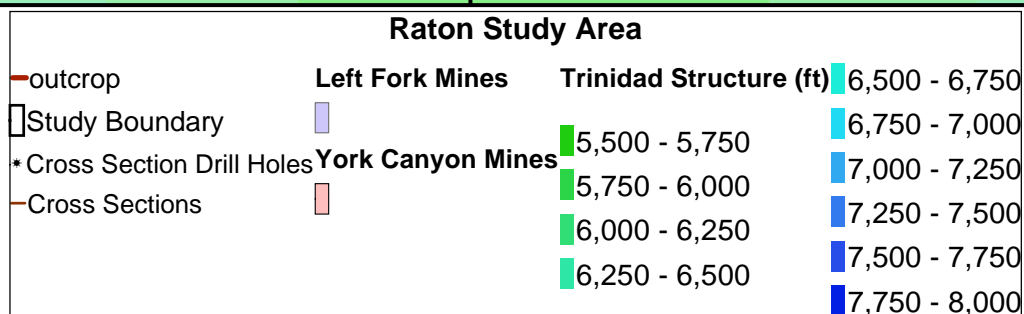 Raton Study Area
outcrop
Study Boundary
Cross Section Drill Holes
Cross Sections
Left Fork Mines
York Canyon Mines
Trinidad Structure (ft)
5,500 - 5,750
5,750 - 6,000
6,000 - 6,250
6,250 - 6,500
6,500 - 6,750
6,750 - 7,000
7,000 - 7,250
7,250 - 7,500
7,500 - 7,750
7,750 - 8,000